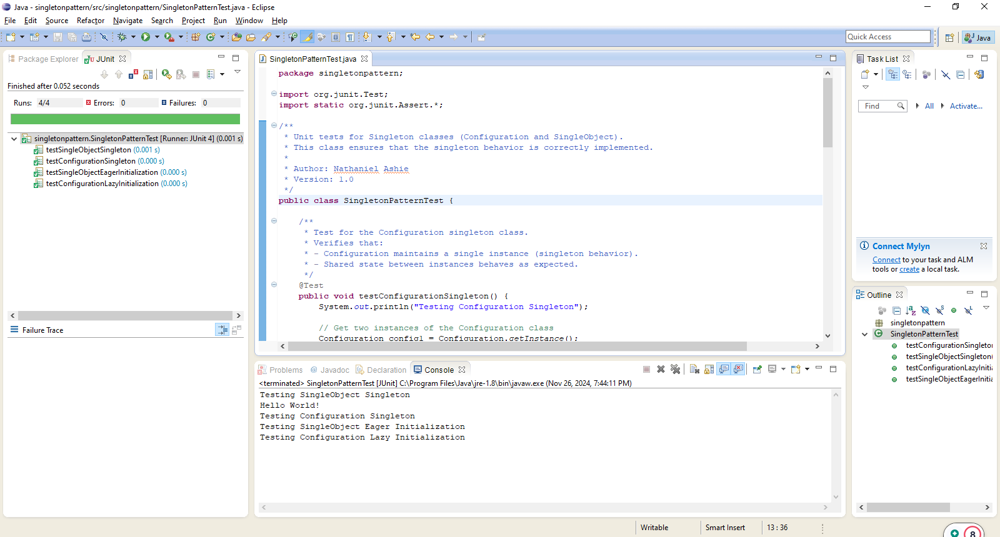 Java - singletonpattern/src/singletonpattern/SingletonPatternTest.java - Eclipse
File Edit Source Refactor Navigate Search Project Run Window Help
Quick Access
Java
Package Explorer
JUnit
Finished after 0.052 seconds
Runs: 4/4 Errors: 0 Failures: 0
singletonpattern.SingletonPatternTest [Runner: JUnit 4] (0.001 s)
testSingleObjectSingleton (0.001 s)
testConfigurationSingleton (0.000 s)
testSingleObjectEagerInitialization (0.000 s)
testConfigurationLazyInitialization (0.000 s)
Failure Trace
SingletonPatternTest.java
package singletonpattern;
import org.junit.Test;
import static org.junit.Assert.*;
/**
* Unit tests for Singleton classes (Configuration and SingleObject).
* This class ensures that the singleton behavior is correctly implemented.
*
* Author: Nathaniel Ashie
* Version: 1.0
*/
public class SingletonPatternTest {
/**
* Test for the Configuration singleton class.
* Verifies that:
* - Configuration maintains a single instance (singleton behavior).
* - Shared state between instances behaves as expected.
*/
@Test
public void testConfigurationSingleton() {
System.out.println("Testing Configuration Singleton");
// Get two instances of the Configuration class
Configuration config1 = Configuration.getInstance();
Problems @ Javadoc Declaration Console
<terminated> SingletonPatternTest [JUnit] C:\Program Files\Java\jre-1.8\bin\javaw.exe (Nov 26, 2024, 7:44:11 PM)
Testing SingleObject Singleton
Hello World!
Testing Configuration Singleton
Testing SingleObject Eager Initialization
Testing Configuration Lazy Initialization
Task List
Find All Activate...
Connect Mylyn
Connect to your task and ALM
tools or create a local task.
Outline
singletonpattern
SingletonPatternTest
testConfigurationSingleton
testSingleObjectSingleton(
testConfigurationLazyInitia
testSingleObjectEagerInitia
Writable Smart Insert 13 : 36
8